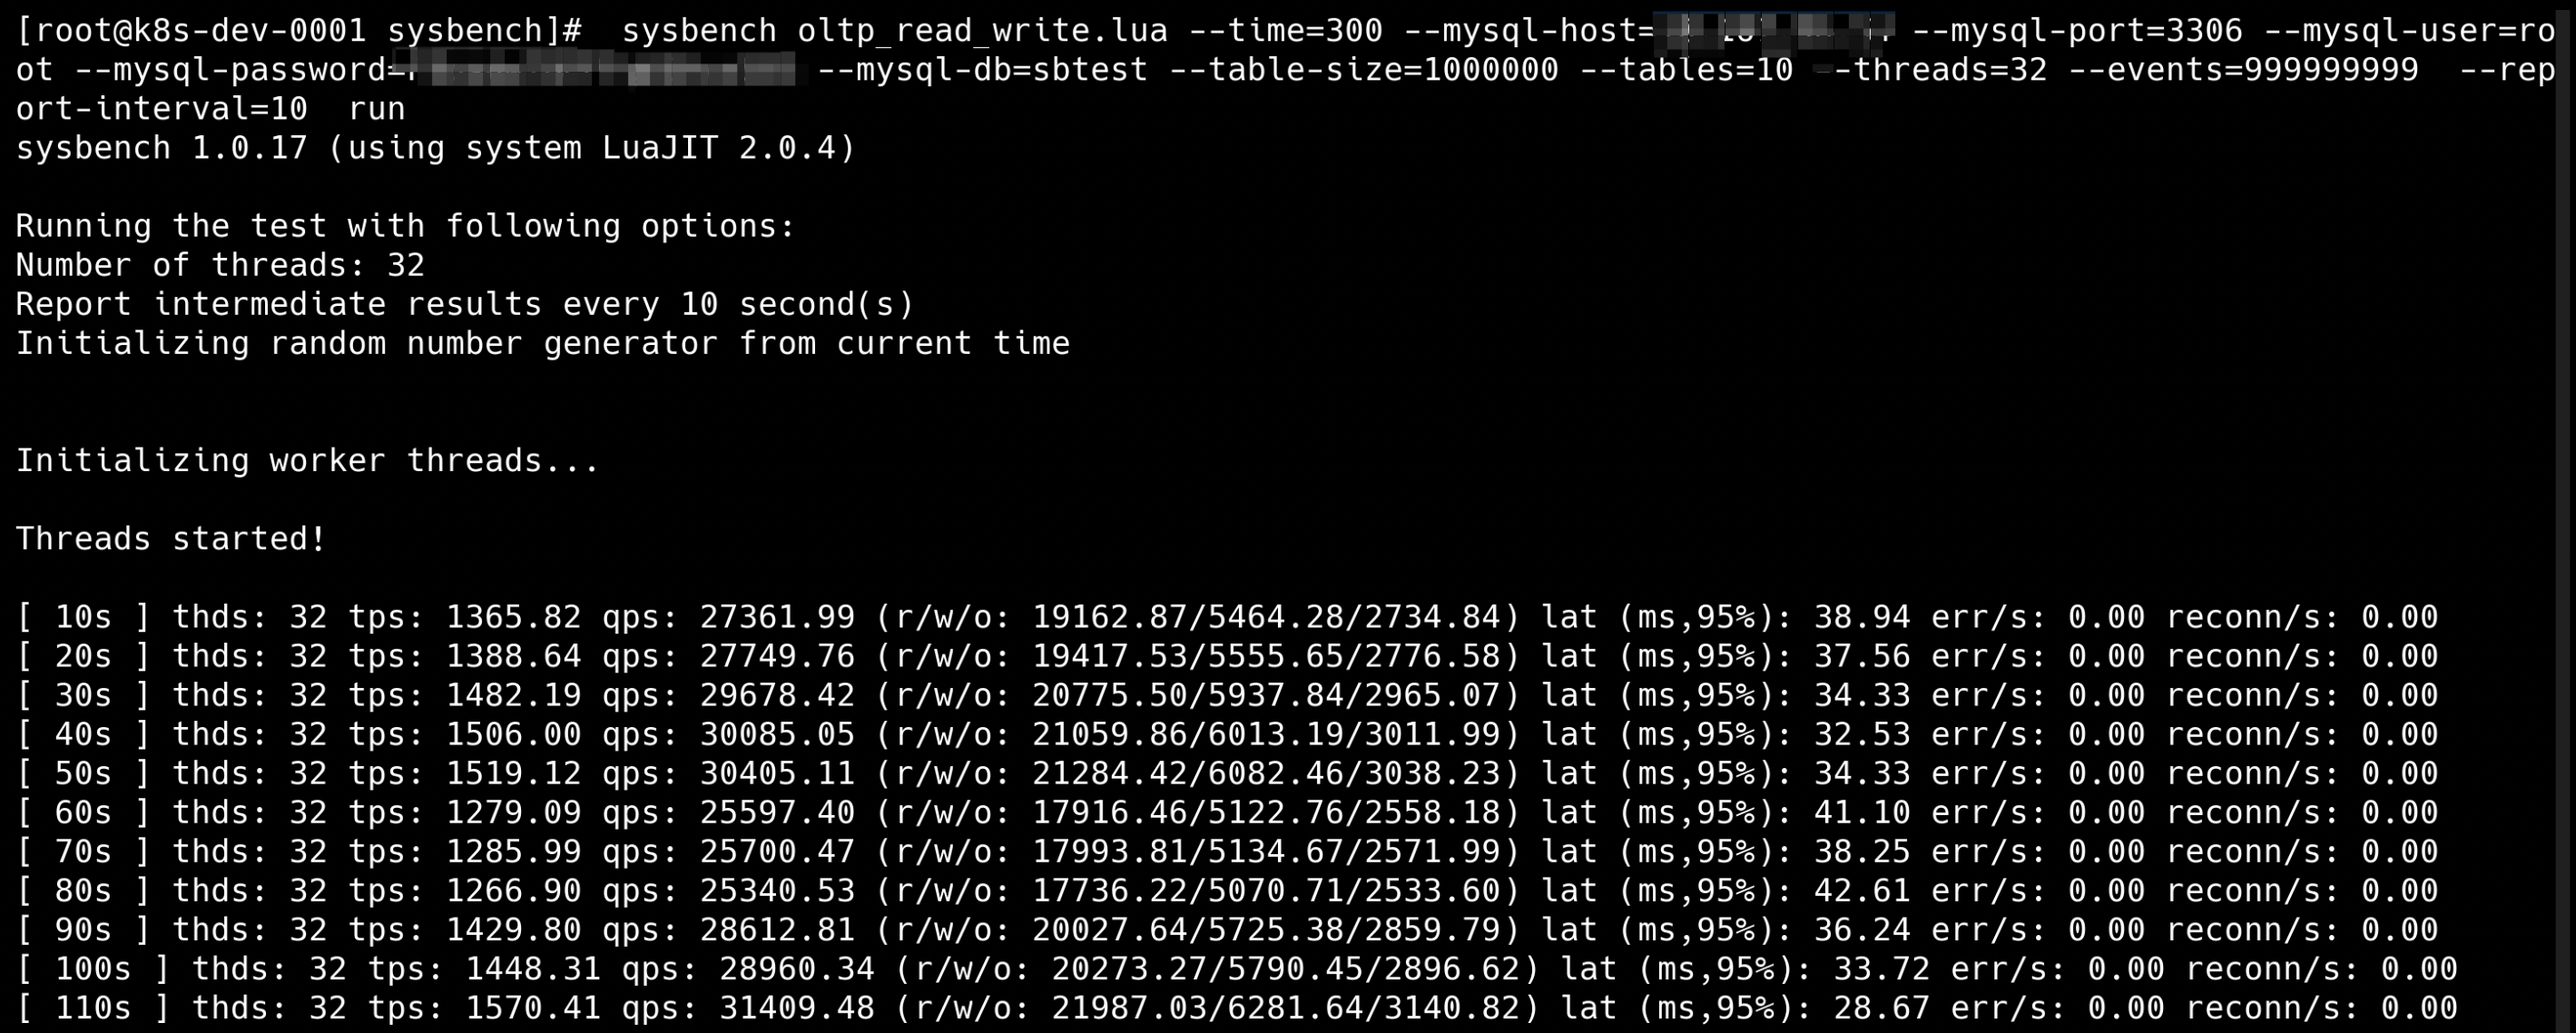 [root@k8s-dev-0001 sysbench]#  sysbench oltp_read_write.lua --time=300 --mysql-host= --mysql-port=3306 --mysql-user=ro
ot --mysql-password= --mysql-db=sbtest --table-size=1000000 --tables=10 --threads=32 --events=999999999  --rep
ort-interval=10  run
sysbench 1.0.17 (using system LuaJIT 2.0.4)
Running the test with following options:
Number of threads: 32
Report intermediate results every 10 second(s)
Initializing random number generator from current time
Initializing worker threads...
Threads started!
[ 10s ] thds: 32 tps: 1365.82 qps: 27361.99 (r/w/o: 19162.87/5464.28/2734.84) lat (ms,95%): 38.94 err/s: 0.00 reconn/s: 0.00
[ 20s ] thds: 32 tps: 1388.64 qps: 27749.76 (r/w/o: 19417.53/5555.65/2776.58) lat (ms,95%): 37.56 err/s: 0.00 reconn/s: 0.00
[ 30s ] thds: 32 tps: 1482.19 qps: 29678.42 (r/w/o: 20775.50/5937.84/2965.07) lat (ms,95%): 34.33 err/s: 0.00 reconn/s: 0.00
[ 40s ] thds: 32 tps: 1506.00 qps: 30085.05 (r/w/o: 21059.86/6013.19/3011.99) lat (ms,95%): 32.53 err/s: 0.00 reconn/s: 0.00
[ 50s ] thds: 32 tps: 1519.12 qps: 30405.11 (r/w/o: 21284.42/6082.46/3038.23) lat (ms,95%): 34.33 err/s: 0.00 reconn/s: 0.00
[ 60s ] thds: 32 tps: 1279.09 qps: 25597.40 (r/w/o: 17916.46/5122.76/2558.18) lat (ms,95%): 41.10 err/s: 0.00 reconn/s: 0.00
[ 70s ] thds: 32 tps: 1285.99 qps: 25700.47 (r/w/o: 17993.81/5134.67/2571.99) lat (ms,95%): 38.25 err/s: 0.00 reconn/s: 0.00
[ 80s ] thds: 32 tps: 1266.90 qps: 25340.53 (r/w/o: 17736.22/5070.71/2533.60) lat (ms,95%): 42.61 err/s: 0.00 reconn/s: 0.00
[ 90s ] thds: 32 tps: 1429.80 qps: 28612.81 (r/w/o: 20027.64/5725.38/2859.79) lat (ms,95%): 36.24 err/s: 0.00 reconn/s: 0.00
[ 100s ] thds: 32 tps: 1448.31 qps: 28960.34 (r/w/o: 20273.27/5790.45/2896.62) lat (ms,95%): 33.72 err/s: 0.00 reconn/s: 0.00
[ 110s ] thds: 32 tps: 1570.41 qps: 31409.48 (r/w/o: 21987.03/6281.64/3140.82) lat (ms,95%): 28.67 err/s: 0.00 reconn/s: 0.00